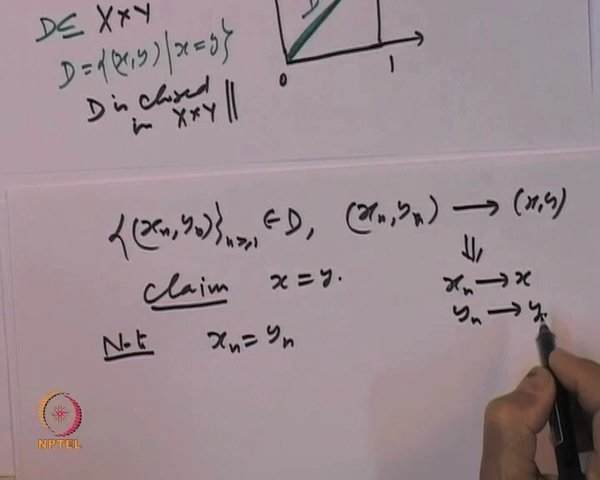 D ⊆ X×Y
D = {(x,y) | x=y}
D is closed
in X×Y ||
D
0
1
{(xₙ,yₙ)}ₙ≥₁ ∈ D, (xₙ,yₙ) → (x,y)
⇓
Claim x = y.
xₙ → x
yₙ → y.
Note xₙ = yₙ
NPTEL